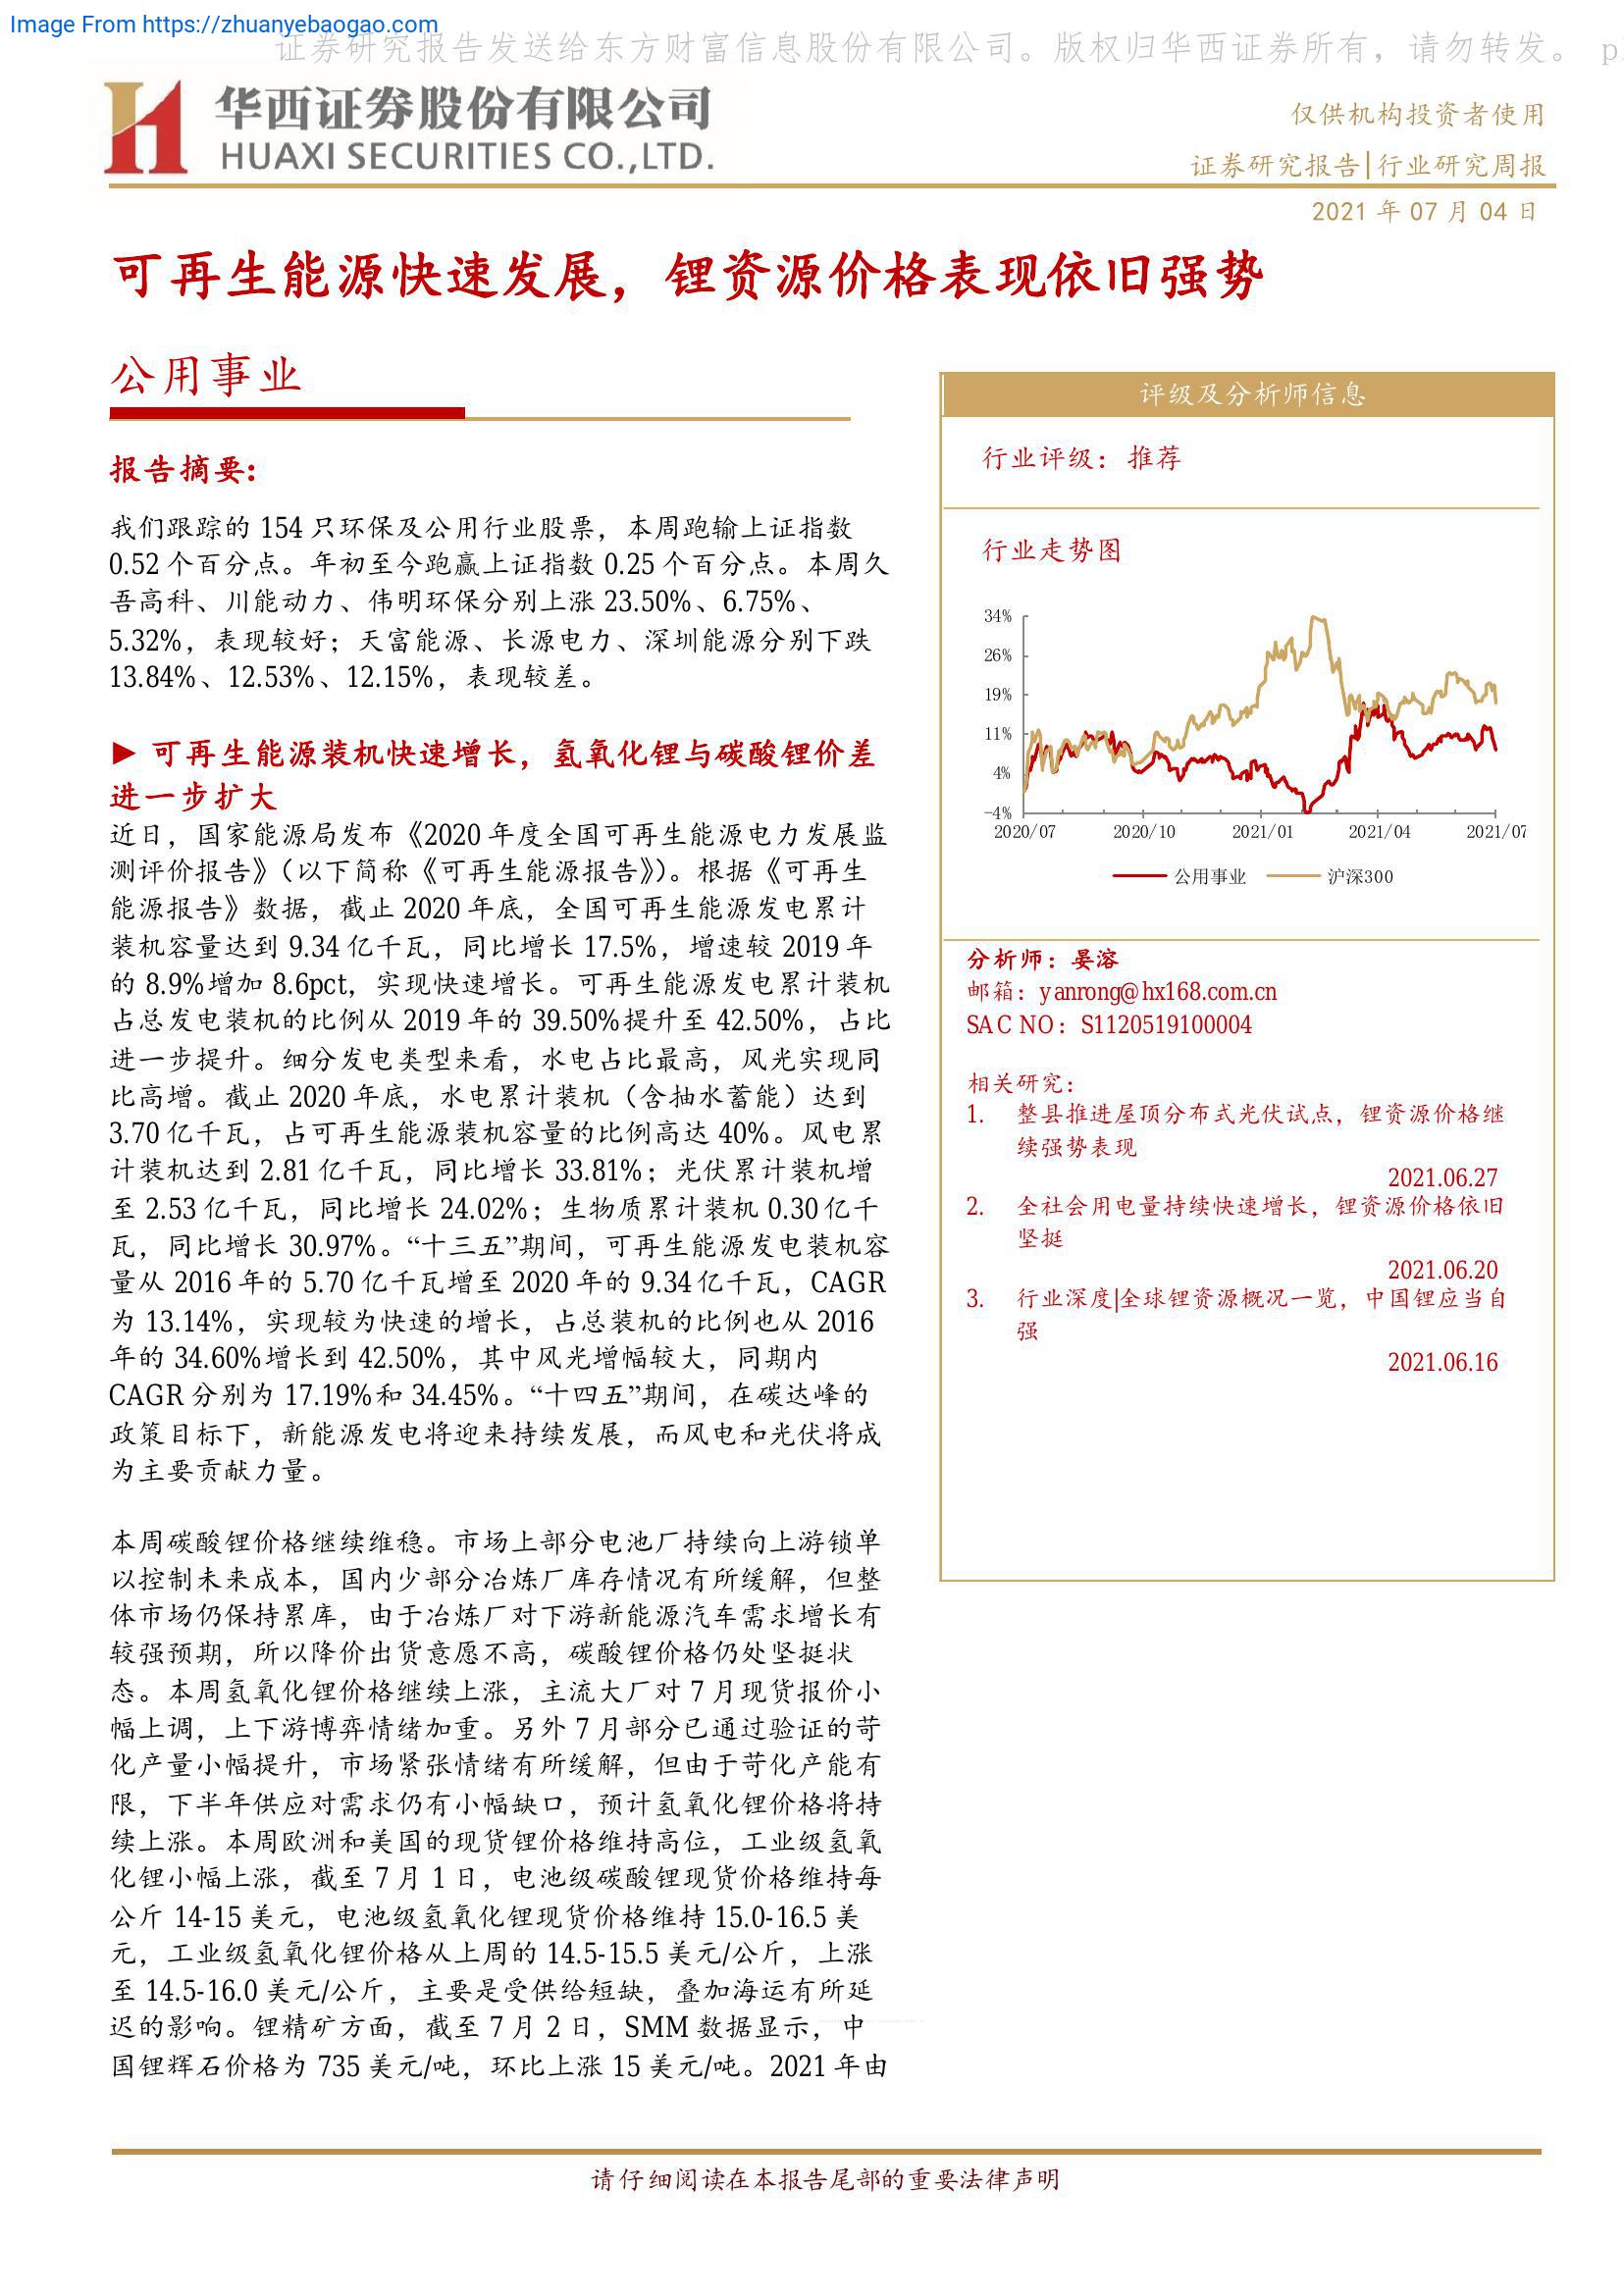 Image From https://zhuanyebaogao.com
证券研究报告发送给东方财富信息股份有限公司。版权归华西证券所有，请勿转发。 p
华西证券股份有限公司
HUAXI SECURITIES CO.,LTD.
仅供机构投资者使用
证券研究报告|行业研究周报
2021 年 07 月 04 日
可再生能源快速发展，锂资源价格表现依旧强势
公用事业
报告摘要:
我们跟踪的 154 只环保及公用行业股票，本周跑输上证指数
0.52 个百分点。年初至今跑赢上证指数 0.25 个百分点。本周久
吾高科、川能动力、伟明环保分别上涨 23.50%、6.75%、
5.32%，表现较好；天富能源、长源电力、深圳能源分别下跌
13.84%、12.53%、12.15%，表现较差。
► 可再生能源装机快速增长，氢氧化锂与碳酸锂价差
进一步扩大
近日，国家能源局发布《2020 年度全国可再生能源电力发展监
测评价报告》（以下简称《可再生能源报告》）。根据《可再生
能源报告》数据，截止 2020 年底，全国可再生能源发电累计
装机容量达到 9.34 亿千瓦，同比增长 17.5%，增速较 2019 年
的 8.9%增加 8.6pct，实现快速增长。可再生能源发电累计装机
占总发电装机的比例从 2019 年的 39.50%提升至 42.50%，占比
进一步提升。细分发电类型来看，水电占比最高，风光实现同
比高增。截止 2020 年底，水电累计装机（含抽水蓄能）达到
3.70 亿千瓦，占可再生能源装机容量的比例高达 40%。风电累
计装机达到 2.81 亿千瓦，同比增长 33.81%；光伏累计装机增
至 2.53 亿千瓦，同比增长 24.02%；生物质累计装机 0.30 亿千
瓦，同比增长 30.97%。“十三五”期间，可再生能源发电装机容
量从 2016 年的 5.70 亿千瓦增至 2020 年的 9.34 亿千瓦，CAGR
为 13.14%，实现较为快速的增长，占总装机的比例也从 2016
年的 34.60%增长到 42.50%，其中风光增幅较大，同期内
CAGR 分别为 17.19%和 34.45%。“十四五”期间，在碳达峰的
政策目标下，新能源发电将迎来持续发展，而风电和光伏将成
为主要贡献力量。
本周碳酸锂价格继续维稳。市场上部分电池厂持续向上游锁单
以控制未来成本，国内少部分冶炼厂库存情况有所缓解，但整
体市场仍保持累库，由于冶炼厂对下游新能源汽车需求增长有
较强预期，所以降价出货意愿不高，碳酸锂价格仍处坚挺状
态。本周氢氧化锂价格继续上涨，主流大厂对 7 月现货报价小
幅上调，上下游博弈情绪加重。另外 7 月部分已通过验证的苛
化产量小幅提升，市场紧张情绪有所缓解，但由于苛化产能有
限，下半年供应对需求仍有小幅缺口，预计氢氧化锂价格将持
续上涨。本周欧洲和美国的现货锂价格维持高位，工业级氢氧
化锂小幅上涨，截至 7 月 1 日，电池级碳酸锂现货价格维持每
公斤 14-15 美元，电池级氢氧化锂现货价格维持 15.0-16.5 美
元，工业级氢氧化锂价格从上周的 14.5-15.5 美元/公斤，上涨
至 14.5-16.0 美元/公斤，主要是受供给短缺，叠加海运有所延
迟的影响。锂精矿方面，截至 7 月 2 日，SMM 数据显示，中
国锂辉石价格为 735 美元/吨，环比上涨 15 美元/吨。2021 年由
评级及分析师信息
行业评级：推荐
行业走势图
34%
26%
19%
11%
4%
-4%
2020/07 2020/10 2021/01 2021/04 2021/07
公用事业 沪深300
分析师：晏溶
邮箱：yanrong@hx168.com.cn
SAC NO：S1120519100004
相关研究：
1. 整县推进屋顶分布式光伏试点，锂资源价格继
续强势表现
2021.06.27
2. 全社会用电量持续快速增长，锂资源价格依旧
坚挺
2021.06.20
3. 行业深度|全球锂资源概况一览，中国锂应当自
强
2021.06.16
请仔细阅读在本报告尾部的重要法律声明